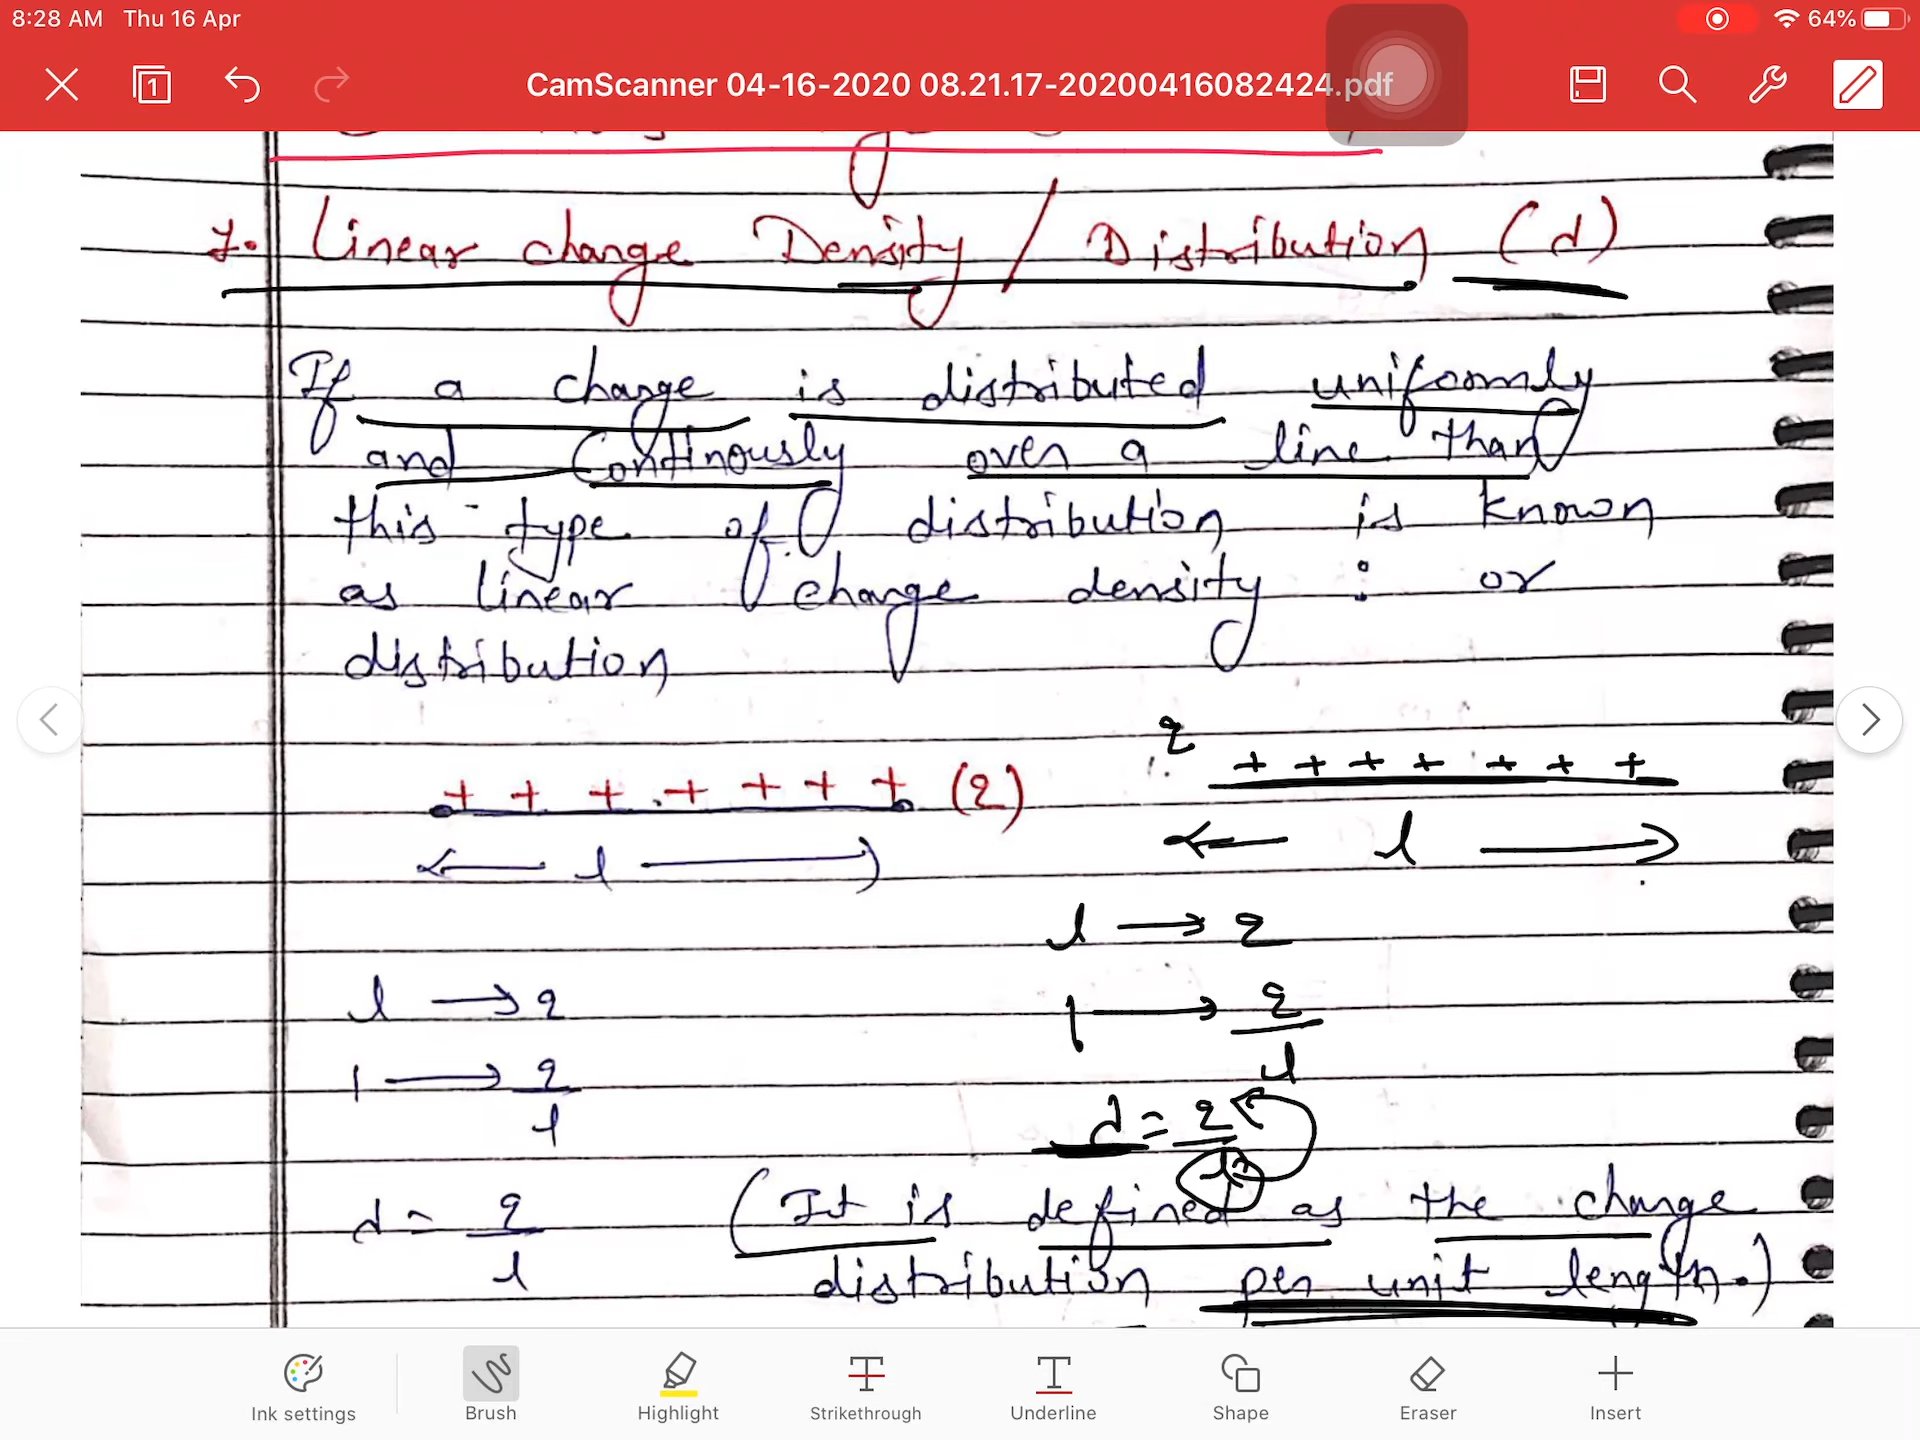 8:28 AM Thu 16 Apr
64%
1
CamScanner 04-16-2020 08.21.17-20200416082424.pdf
1. Linear charge Density / Distribution (d)
If a charge is distributed uniformly
and Continously over a line than
this type of distribution is known
as linear charge density : or
distribution
+ + + + + + + (q)
q + + + + + + +
← l →
← l →
l → q
l → q
1 → q/l
1 → q/l
d = q/l
d = q/l (It is defined as the charge
distribution per unit length.)
Ink settings
Brush
Highlight
Strikethrough
Underline
Shape
Eraser
Insert